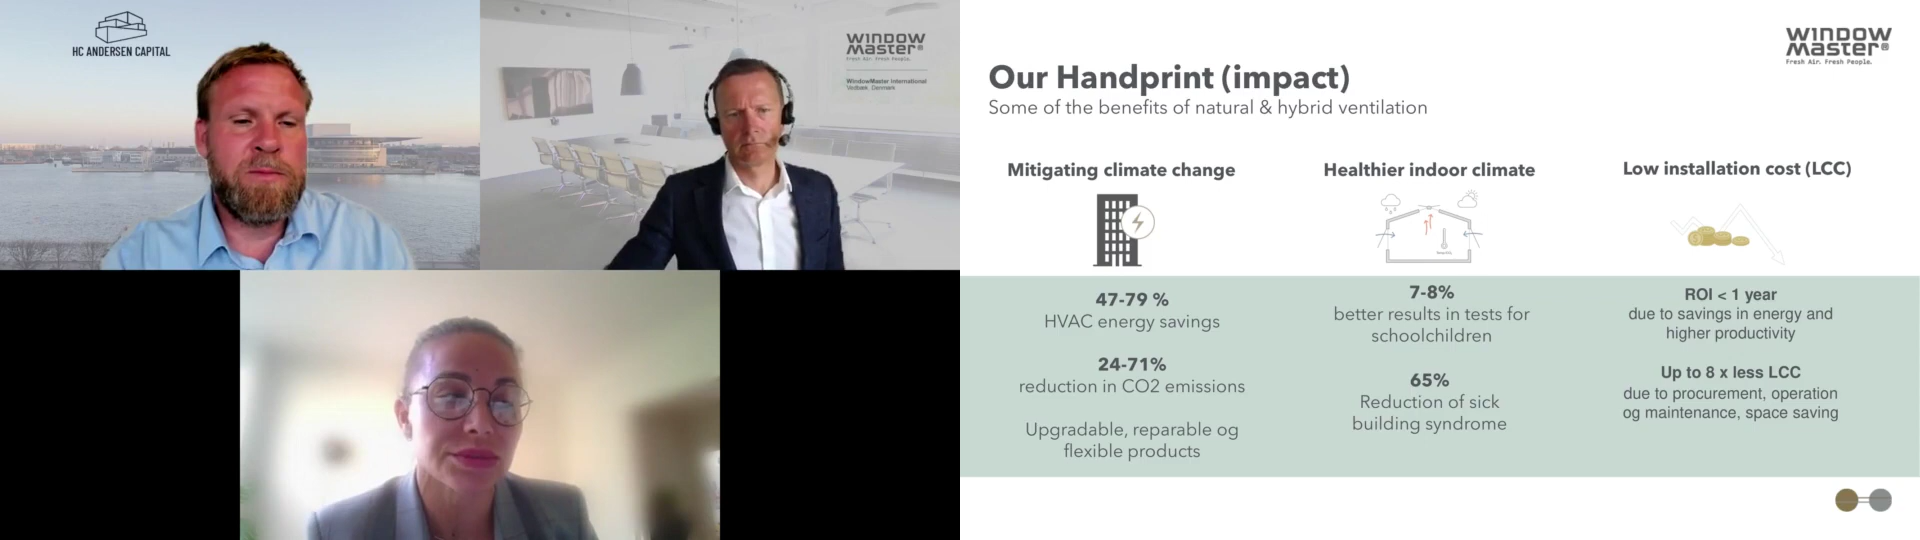 HC ANDERSEN CAPITAL
WINDOW
MASTER®
Fresh Air. Fresh People.
WindowMaster International
Vedbæk, Denmark
WINDOW
MASTER®
Fresh Air. Fresh People.
Our Handprint (impact)
Some of the benefits of natural & hybrid ventilation
Mitigating climate change
47-79 %
HVAC energy savings
24-71%
reduction in CO2 emissions
Upgradable, reparable og
flexible products
Healthier indoor climate
7-8%
better results in tests for
schoolchildren
65%
Reduction of sick
building syndrome
Low installation cost (LCC)
ROI < 1 year
due to savings in energy and
higher productivity
Up to 8 x less LCC
due to procurement, operation
og maintenance, space saving